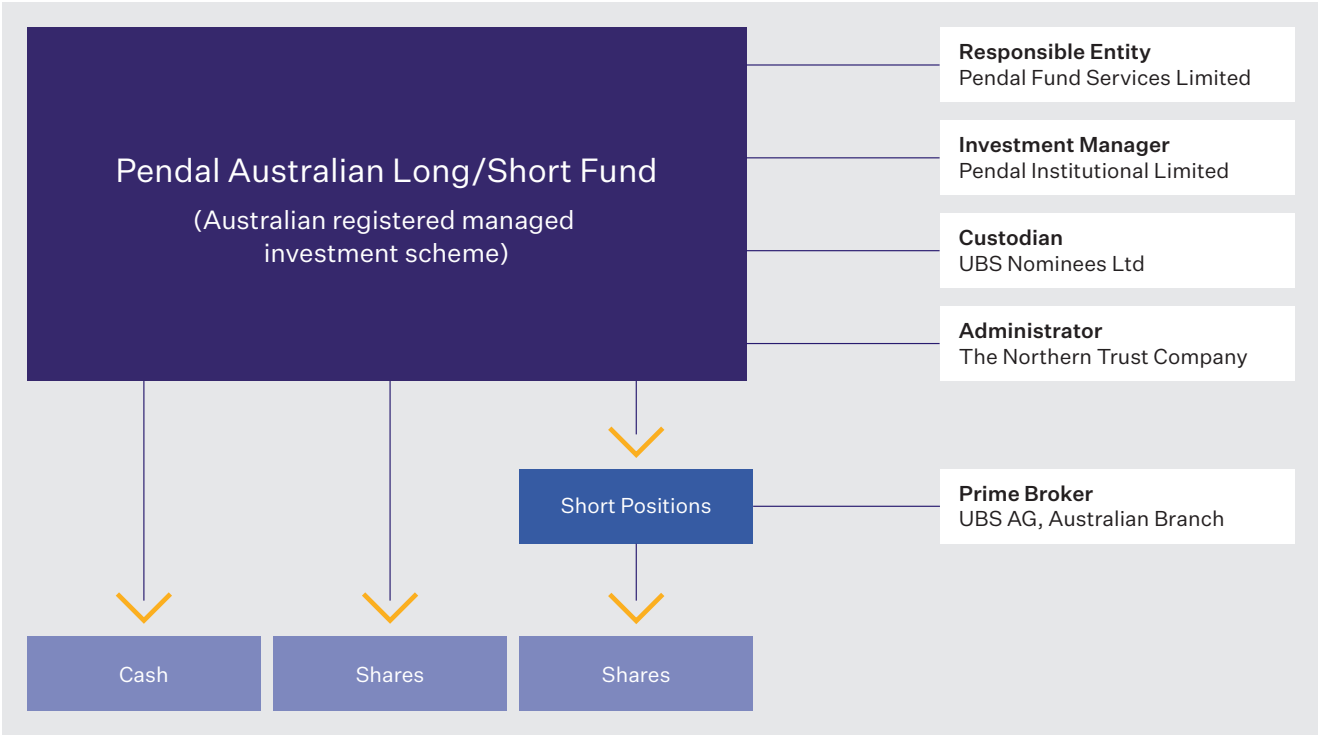 Pendal Australian Long/Short Fund
(Australian registered managed
investment scheme)
Responsible Entity
Pendal Fund Services Limited
Investment Manager
Pendal Institutional Limited
Custodian
UBS Nominees Ltd
Administrator
The Northern Trust Company
Short Positions
Prime Broker
UBS AG, Australian Branch
Cash
Shares
Shares